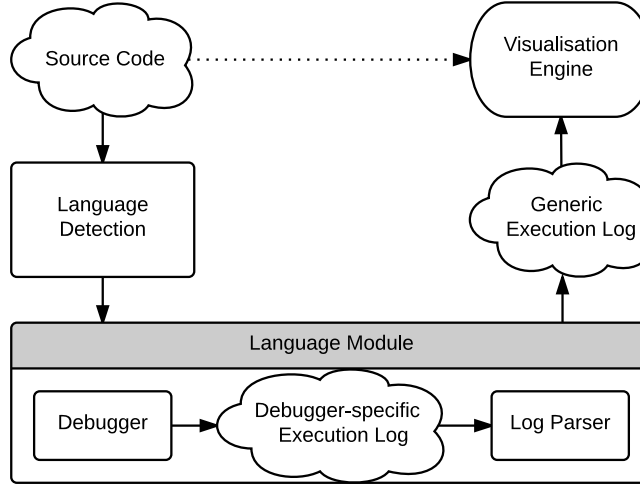 Source Code
Visualisation
Engine
Language
Detection
Generic
Execution Log
Language Module
Debugger
Debugger-specific
Execution Log
Log Parser